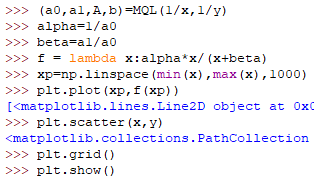 >>> (a0,a1,A,b)=MQL(1/x,1/y)
>>> alpha=1/a0
>>> beta=a1/a0
>>> f = lambda x:alpha*x/(x+beta)
>>> xp=np.linspace(min(x),max(x),1000)
>>> plt.plot(xp,f(xp))
[<matplotlib.lines.Line2D object at 0x0
>>> plt.scatter(x,y)
<matplotlib.collections.PathCollection
>>> plt.grid()
>>> plt.show()